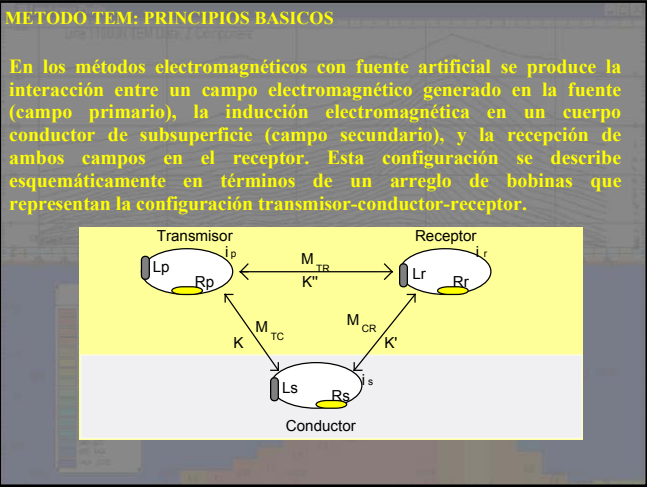 METODO TEM: PRINCIPIOS BASICOS
En los métodos electromagnéticos con fuente artificial se produce la
interacción entre un campo electromagnético generado en la fuente
(campo primario), la inducción electromagnética en un cuerpo
conductor de subsuperficie (campo secundario), y la recepción de
ambos campos en el receptor. Esta configuración se describe
esquemáticamente en términos de un arreglo de bobinas que
representan la configuración transmisor-conductor-receptor.
Transmisor
Receptor
i p
i r
Lp
Rp
M TR
K"
Lr
Rr
M TC
M CR
K
K'
i s
Ls
Rs
Conductor